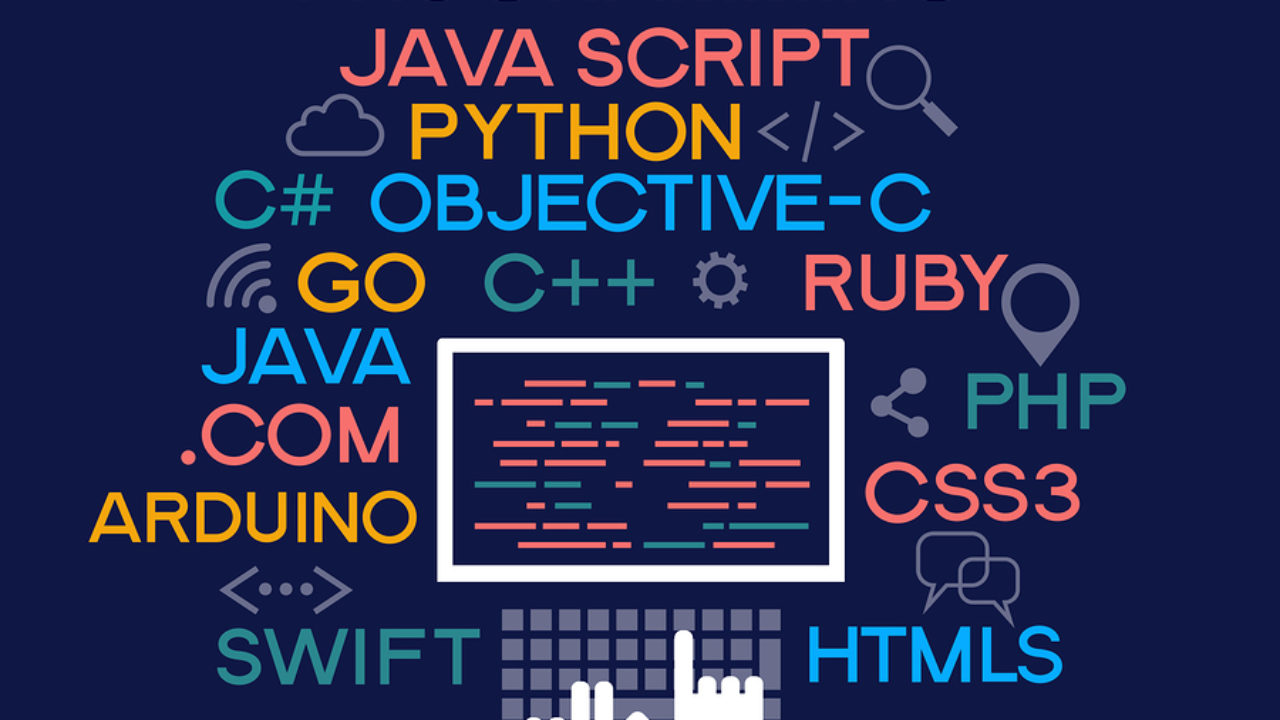 JAVA SCRIPT
PYTHON </>
C# OBJECTIVE-C
GO C++ RUBY
JAVA
PHP
.COM
CSS3
ARDUINO
<...>
SWIFT HTMLS